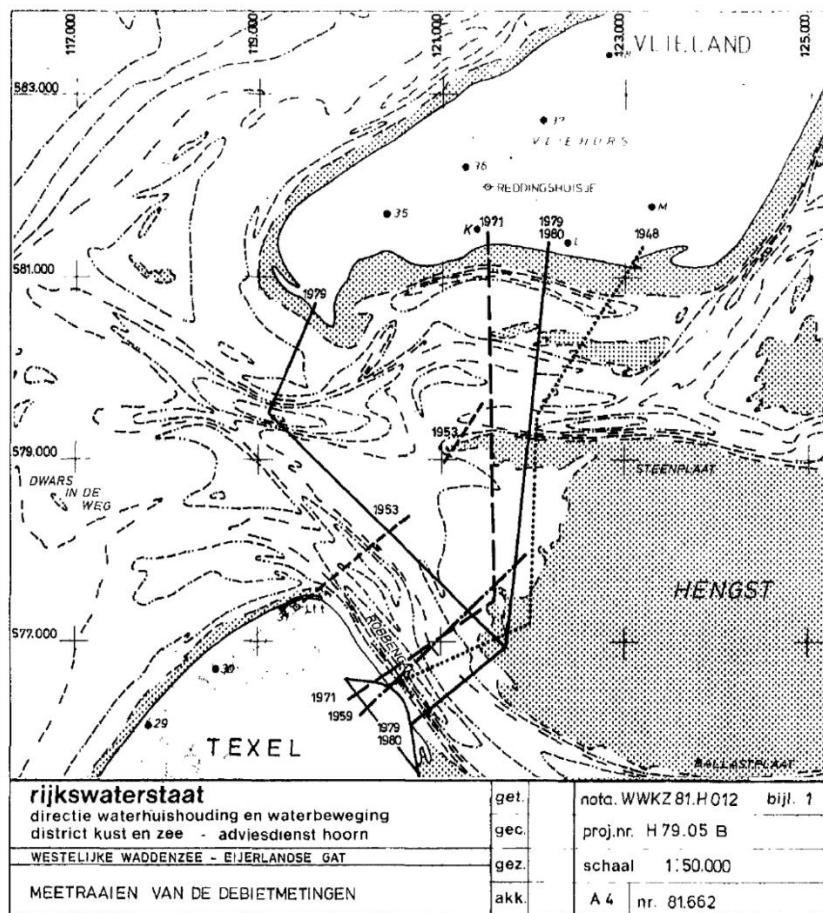 117.000
119.000
121.000
123.000
125.000
VLIELAND
583.000
37
VLIEHORS
36
REDDINGSHUISJE
35
M
K
1971
1979
1980
L
1948
581.000
1979
1953
579.000
STEENPLAAT
DWARS
IN DE
WEG
1953
HENGST
577.000
30
1971
1959
29
1979
1980
TEXEL
BALLASTPLAAT
rijkswaterstaat
directie waterhuishouding en waterbeweging
district kust en zee - adviesdienst hoorn
WESTELIJKE WADDENZEE - EIJERLANDSE GAT
MEETRAAIEN VAN DE DEBIETMETINGEN
get.
gec.
gez.
akk.
nota. WWKZ 81.H012 bijl. 1
proj.nr. H 79.05 B
schaal 1:50.000
A4 nr. 81.662